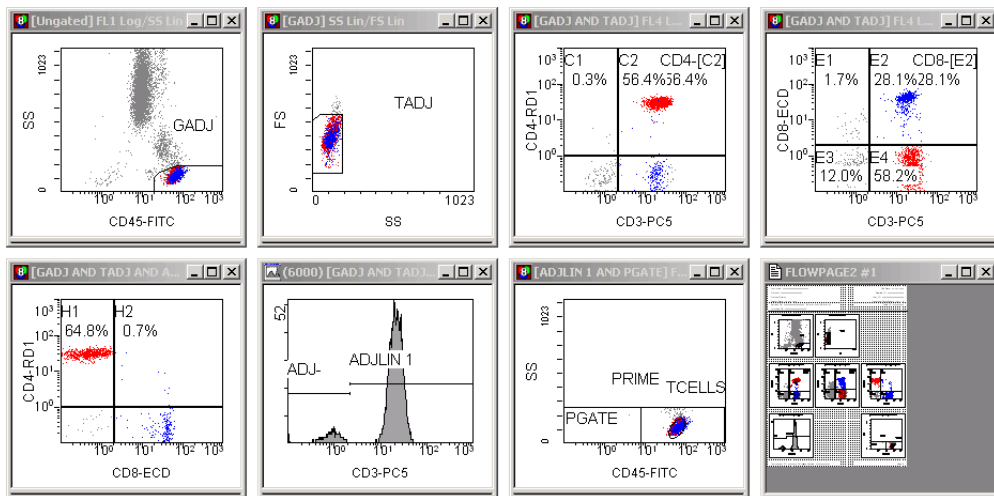 [Ungated] FL1 Log/SS Lin
1023
SS
GADJ
0
10⁰ 10¹ 10² 10³
CD45-FITC
[GADJ] SS Lin/FS Lin
1023
FS
TADJ
0
0 1023
SS
[GADJ AND TADJ] FL4 L...
10³ C1 C2 CD4-[C2]
0.3% 56.4% 56.4%
10²
CD4-RD1
10¹
10⁰
10⁰ 10¹ 10² 10³
CD3-PC5
[GADJ AND TADJ] FL4 L...
10³ E1 E2 CD8-[E2]
1.7% 28.1% 28.1%
10²
CD8-ECD
10¹
10⁰ E3 E4
12.0% 58.2%
10⁰ 10¹ 10² 10³
CD3-PC5
[GADJ AND TADJ AND A...
10³ H1 H2
64.8% 0.7%
10²
CD4-RD1
10¹
10⁰
10⁰ 10¹ 10² 10³
CD8-ECD
(6000) [GADJ AND TADJ...
52
ADJ- ADJLIN 1
10⁰ 10¹ 10² 10³
CD3-PC5
[ADJLIN 1 AND PGATE] F...
1023
SS
PRIME TCELLS
PGATE
0
10⁰ 10¹ 10² 10³
CD45-FITC
FLOWPAGE2 #1